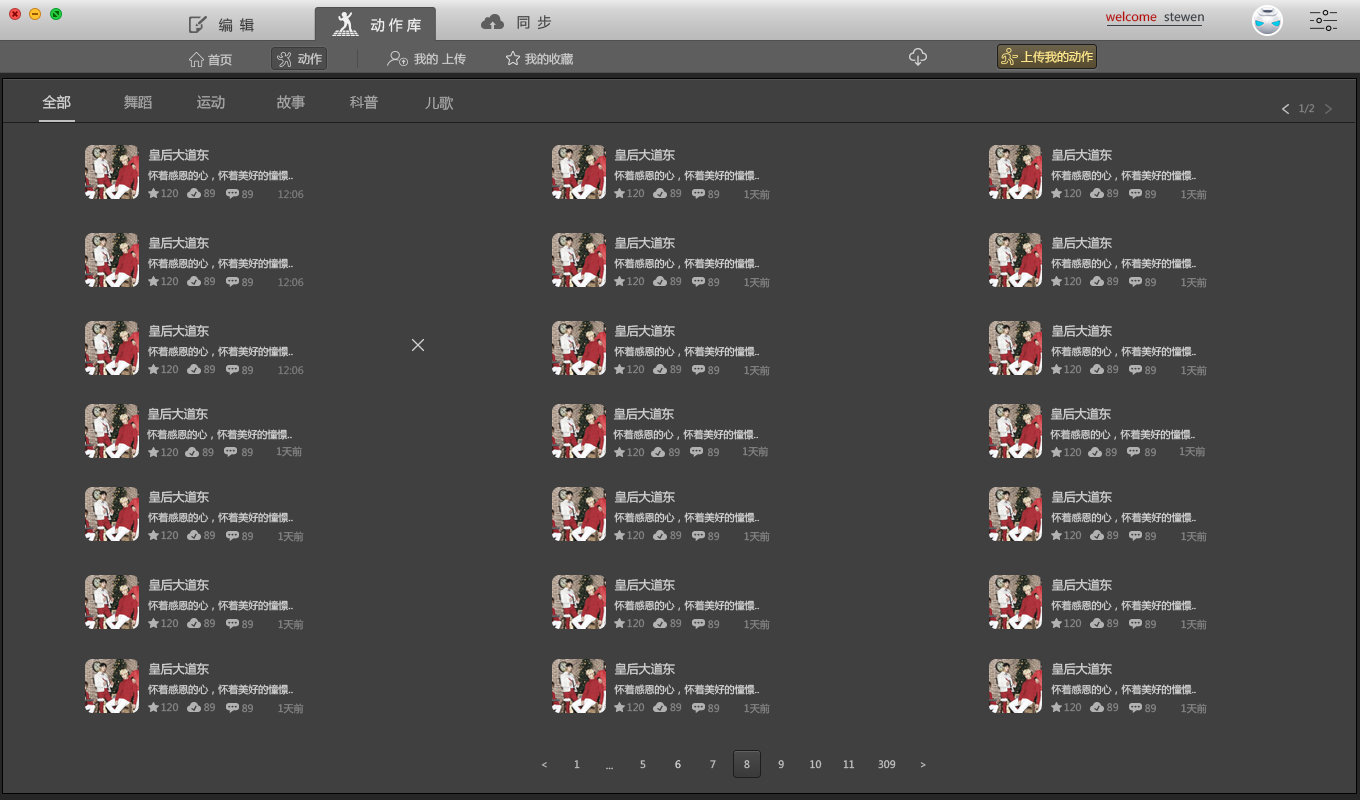 编 辑
动 作 库
同 步
welcome stewen
首页
动作
我的 上传
我的收藏
上传我的动作
全部 舞蹈 运动 故事 科普 儿歌
< 1/2 >
皇后大道东
怀着感恩的心，怀着美好的憧憬..
120 89 89 12:06
皇后大道东
怀着感恩的心，怀着美好的憧憬..
120 89 89 1天前
皇后大道东
怀着感恩的心，怀着美好的憧憬..
120 89 89 1天前
皇后大道东
怀着感恩的心，怀着美好的憧憬..
120 89 89 12:06
皇后大道东
怀着感恩的心，怀着美好的憧憬..
120 89 89 1天前
皇后大道东
怀着感恩的心，怀着美好的憧憬..
120 89 89 1天前
皇后大道东
怀着感恩的心，怀着美好的憧憬..
120 89 89 12:06
皇后大道东
怀着感恩的心，怀着美好的憧憬..
120 89 89 1天前
皇后大道东
怀着感恩的心，怀着美好的憧憬..
120 89 89 1天前
皇后大道东
怀着感恩的心，怀着美好的憧憬..
120 89 89 1天前
皇后大道东
怀着感恩的心，怀着美好的憧憬..
120 89 89 1天前
皇后大道东
怀着感恩的心，怀着美好的憧憬..
120 89 89 1天前
皇后大道东
怀着感恩的心，怀着美好的憧憬..
120 89 89 1天前
皇后大道东
怀着感恩的心，怀着美好的憧憬..
120 89 89 1天前
皇后大道东
怀着感恩的心，怀着美好的憧憬..
120 89 89 1天前
皇后大道东
怀着感恩的心，怀着美好的憧憬..
120 89 89 1天前
皇后大道东
怀着感恩的心，怀着美好的憧憬..
120 89 89 1天前
皇后大道东
怀着感恩的心，怀着美好的憧憬..
120 89 89 1天前
皇后大道东
怀着感恩的心，怀着美好的憧憬..
120 89 89 1天前
皇后大道东
怀着感恩的心，怀着美好的憧憬..
120 89 89 1天前
皇后大道东
怀着感恩的心，怀着美好的憧憬..
120 89 89 1天前
< 1 ... 5 6 7 8 9 10 11 309 >